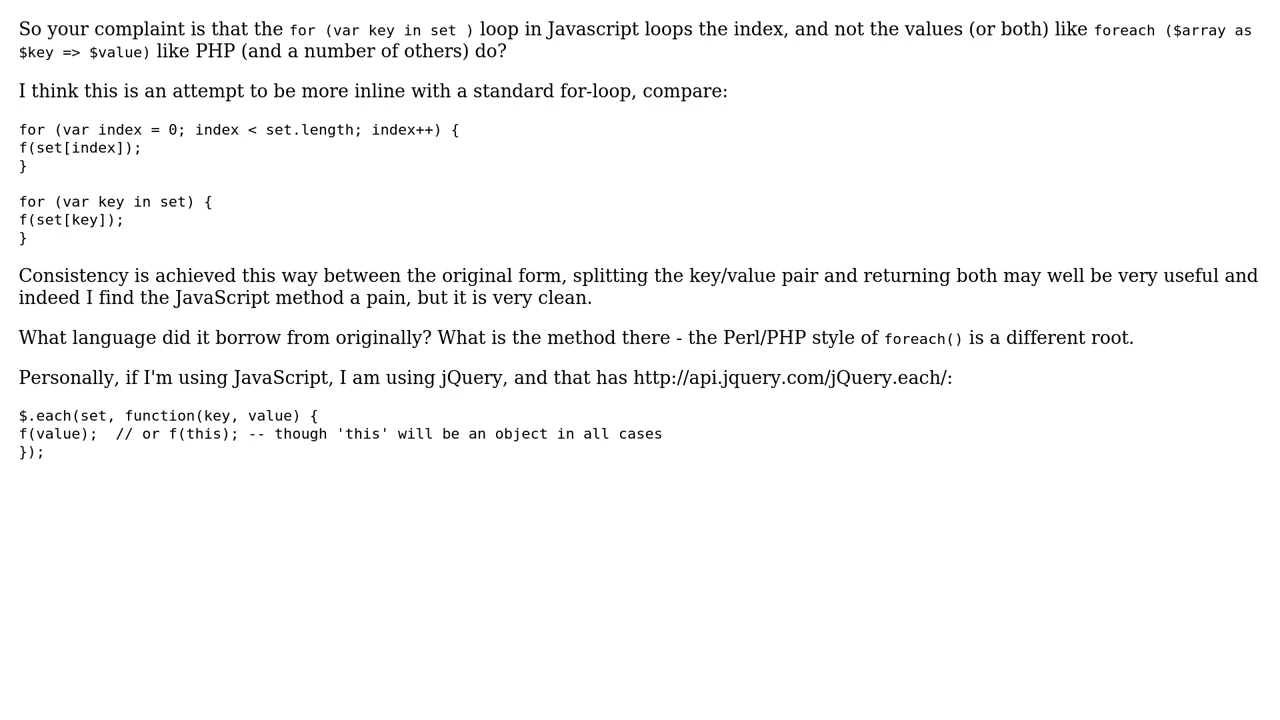 So your complaint is that the for (var key in set ) loop in Javascript loops the index, and not the values (or both) like foreach ($array as
$key => $value) like PHP (and a number of others) do?
I think this is an attempt to be more inline with a standard for-loop, compare:
for (var index = 0; index < set.length; index++) {
f(set[index]);
}
for (var key in set) {
f(set[key]);
}
Consistency is achieved this way between the original form, splitting the key/value pair and returning both may well be very useful and
indeed I find the JavaScript method a pain, but it is very clean.
What language did it borrow from originally? What is the method there - the Perl/PHP style of foreach() is a different root.
Personally, if I'm using JavaScript, I am using jQuery, and that has http://api.jquery.com/jQuery.each/:
$.each(set, function(key, value) {
f(value);  // or f(this); -- though 'this' will be an object in all cases
});